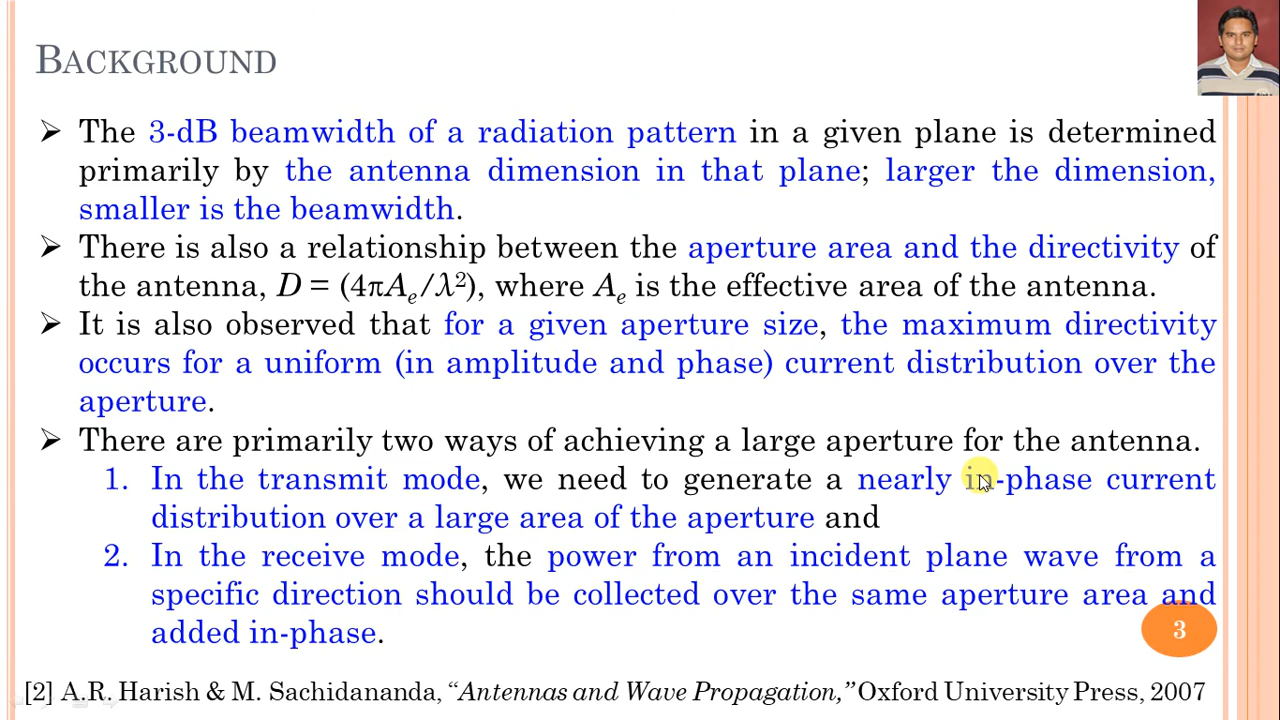 BACKGROUND
➤ The 3-dB beamwidth of a radiation pattern in a given plane is determined
primarily by the antenna dimension in that plane; larger the dimension,
smaller is the beamwidth.
➤ There is also a relationship between the aperture area and the directivity of
the antenna, D = (4πAₑ/λ²), where Aₑ is the effective area of the antenna.
➤ It is also observed that for a given aperture size, the maximum directivity
occurs for a uniform (in amplitude and phase) current distribution over the
aperture.
➤ There are primarily two ways of achieving a large aperture for the antenna.
1. In the transmit mode, we need to generate a nearly in-phase current
distribution over a large area of the aperture and
2. In the receive mode, the power from an incident plane wave from a
specific direction should be collected over the same aperture area and
added in-phase.
3
[2] A.R. Harish & M. Sachidananda, “Antennas and Wave Propagation,” Oxford University Press, 2007